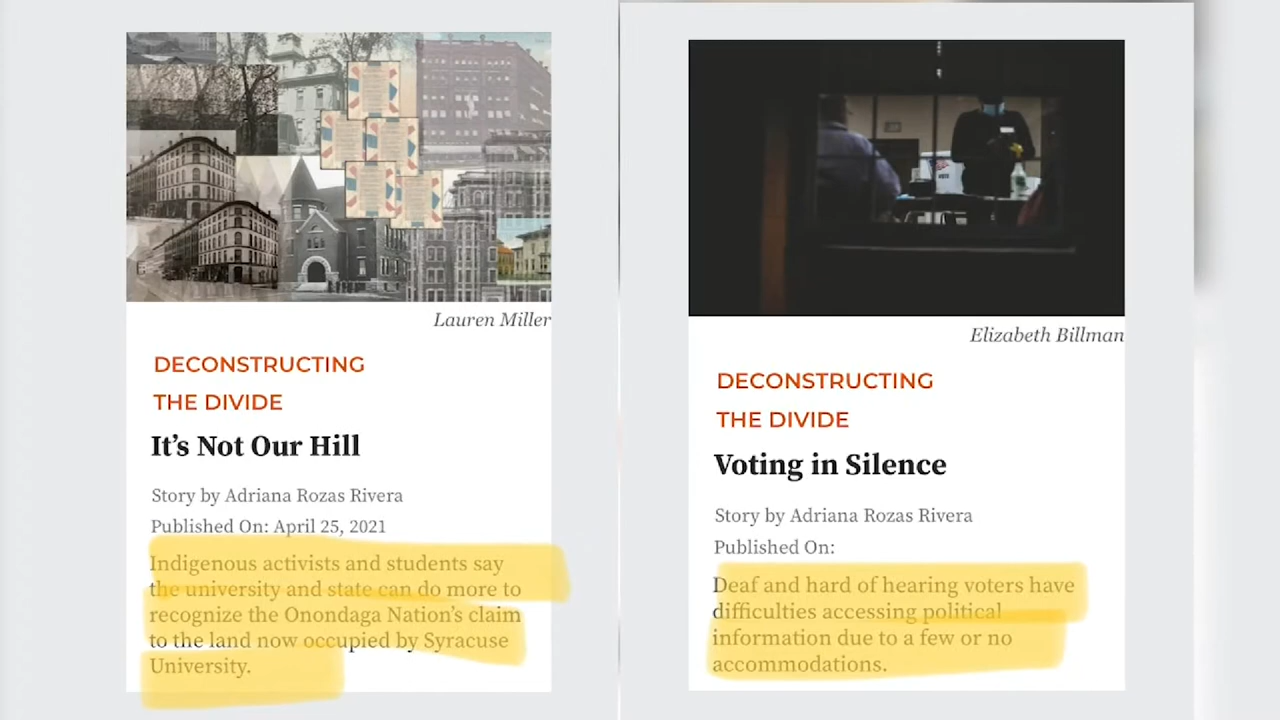 Lauren Miller
DECONSTRUCTING
THE DIVIDE
It's Not Our Hill
Story by Adriana Rozas Rivera
Published On: April 25, 2021
Indigenous activists and students say
the university and state can do more to
recognize the Onondaga Nation's claim
to the land now occupied by Syracuse
University.
VOTE
Elizabeth Billman
DECONSTRUCTING
THE DIVIDE
Voting in Silence
Story by Adriana Rozas Rivera
Published On:
Deaf and hard of hearing voters have
difficulties accessing political
information due to a few or no
accommodations.